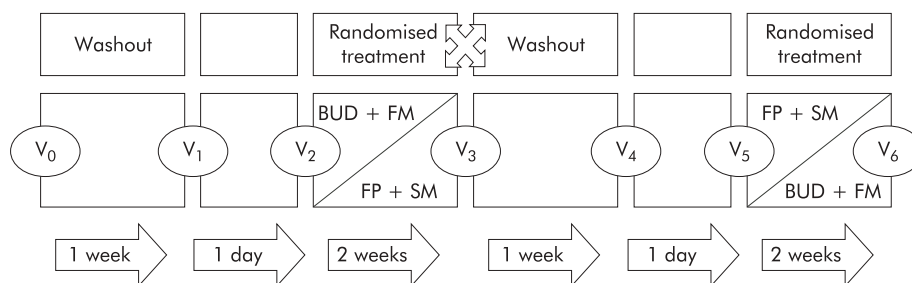 Washout
Randomised
treatment
Washout
Randomised
treatment
V0
V1
V2
BUD + FM
FP + SM
V3
V4
V5
FP + SM
BUD + FM
V6
1 week
1 day
2 weeks
1 week
1 day
2 weeks